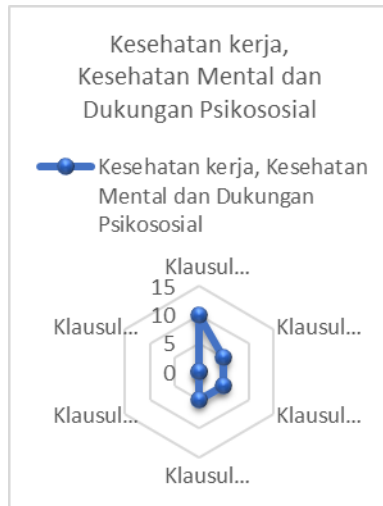 Kesehatan kerja,
Kesehatan Mental dan
Dukungan Psikososial
Kesehatan kerja, Kesehatan
Mental dan Dukungan
Psikososial
Klausul...
15
10
5
0
Klausul...
Klausul...
Klausul...
Klausul...
Klausul...